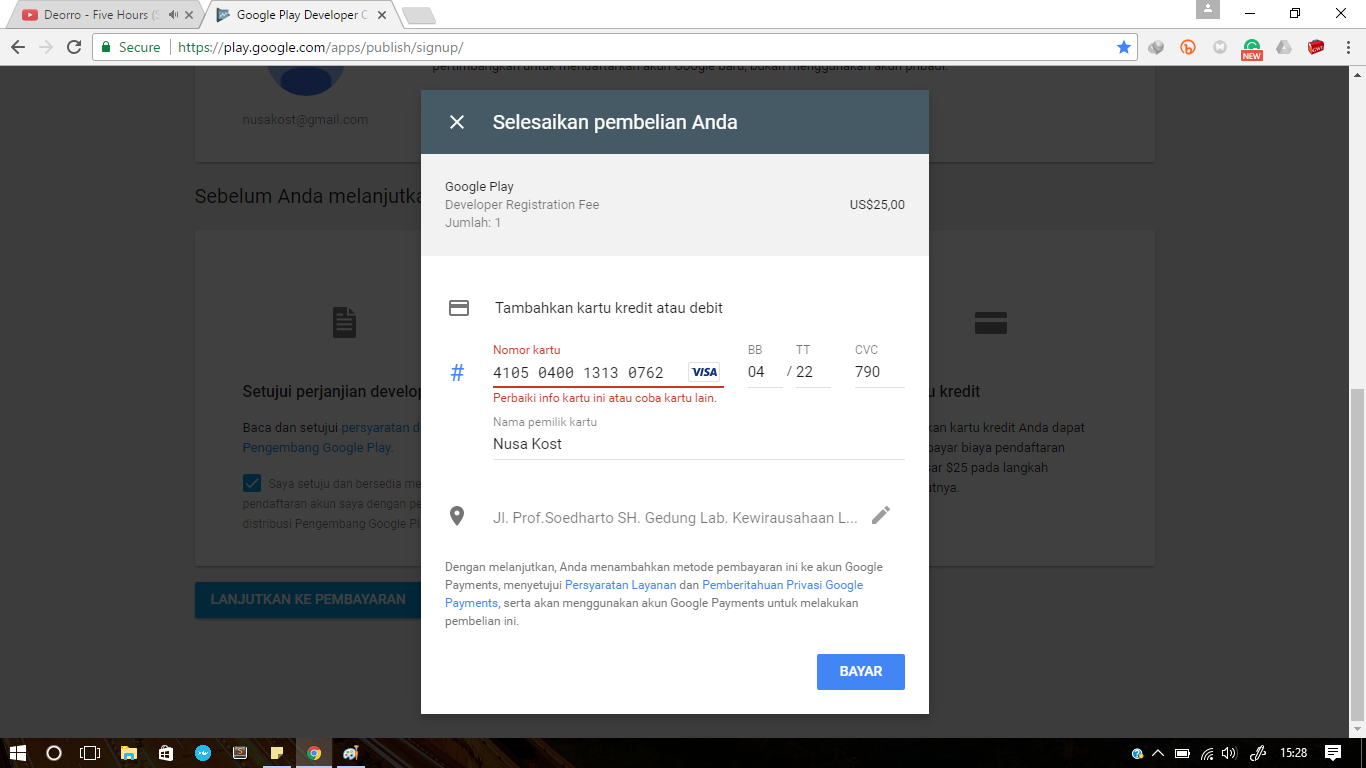 Deorro - Five Hours (S
Google Play Developer C
Secure
https://play.google.com/apps/publish/signup/
NEW
pertimbangkan untuk mendaftarkan akun Google baru, bukan menggunakan akun pribadi.
nusakost@gmail.com
Sebelum Anda melanjutka
Setujui perjanjian develop
Baca dan setujui persyaratan d
Pengembang Google Play.
Saya setuju dan bersedia me
pendaftaran akun saya dengan pe
distribusi Pengembang Google Pl
LANJUTKAN KE PEMBAYARAN
Selesaikan pembelian Anda
Google Play
Developer Registration Fee
US$25,00
Jumlah: 1
Tambahkan kartu kredit atau debit
Nomor kartu
BB
TT
CVC
#
4105 0400 1313 0762
VISA
04 / 22
790
Perbaiki info kartu ini atau coba kartu lain.
Nama pemilik kartu
Nusa Kost
Jl. Prof.Soedharto SH. Gedung Lab. Kewirausahaan L...
Dengan melanjutkan, Anda menambahkan metode pembayaran ini ke akun Google
Payments, menyetujui Persyaratan Layanan dan Pemberitahuan Privasi Google
Payments, serta akan menggunakan akun Google Payments untuk melakukan
pembelian ini.
BAYAR
u kredit
kan kartu kredit Anda dapat
bayar biaya pendaftaran
sar $25 pada langkah
utnya.
15:28